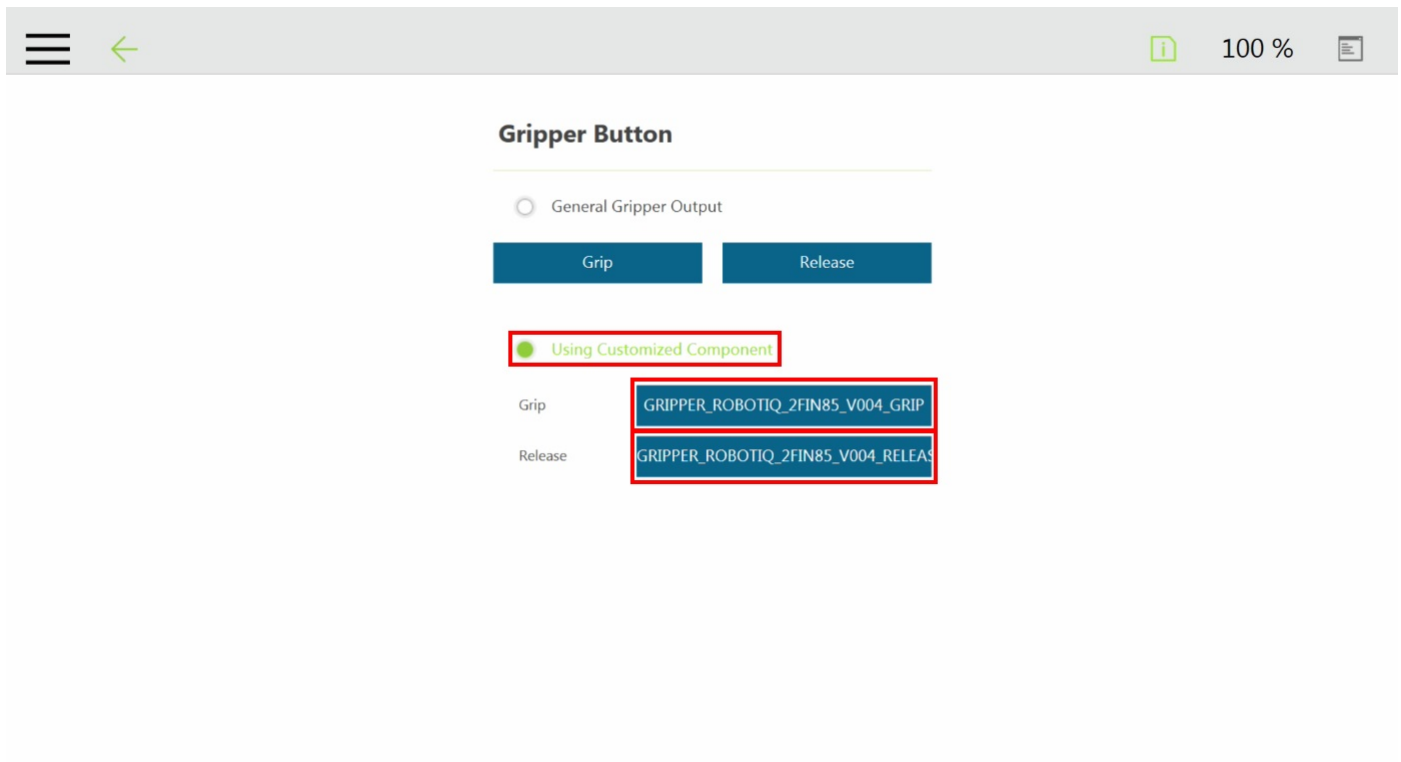 100 %
Gripper Button
General Gripper Output
Grip Release
Using Customized Component
Grip GRIPPER_ROBOTIQ_2FIN85_V004_GRIP
Release GRIPPER_ROBOTIQ_2FIN85_V004_RELEAS